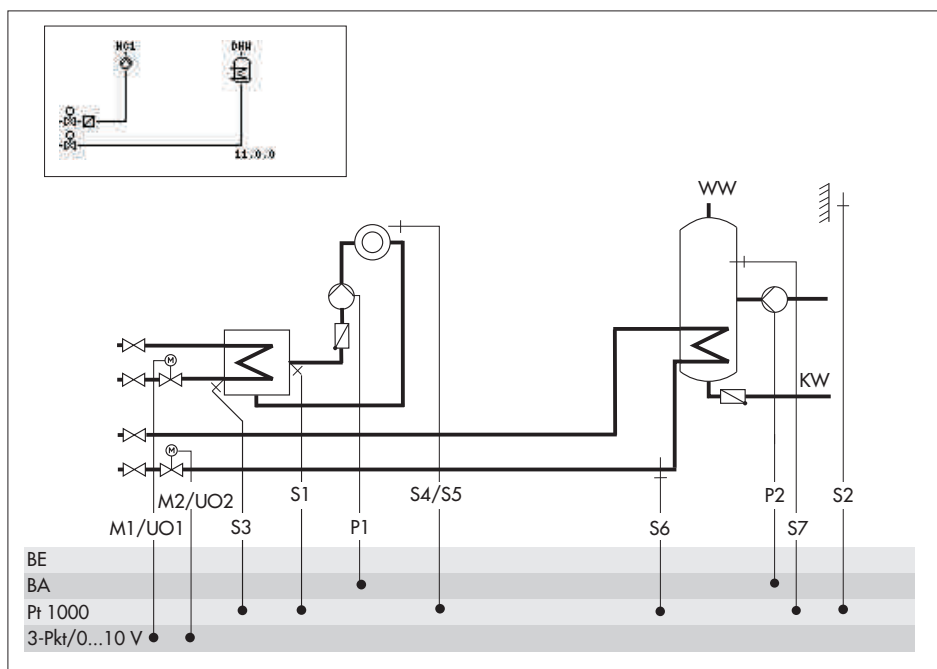 HC1 DHW
11.0.0
WW
M
KW
M
M2/UO2 S1 S4/S5 P2 S2
M1/UO1 S3 P1 S6 S7
BE
BA
Pt 1000
3-Pkt/0...10 V